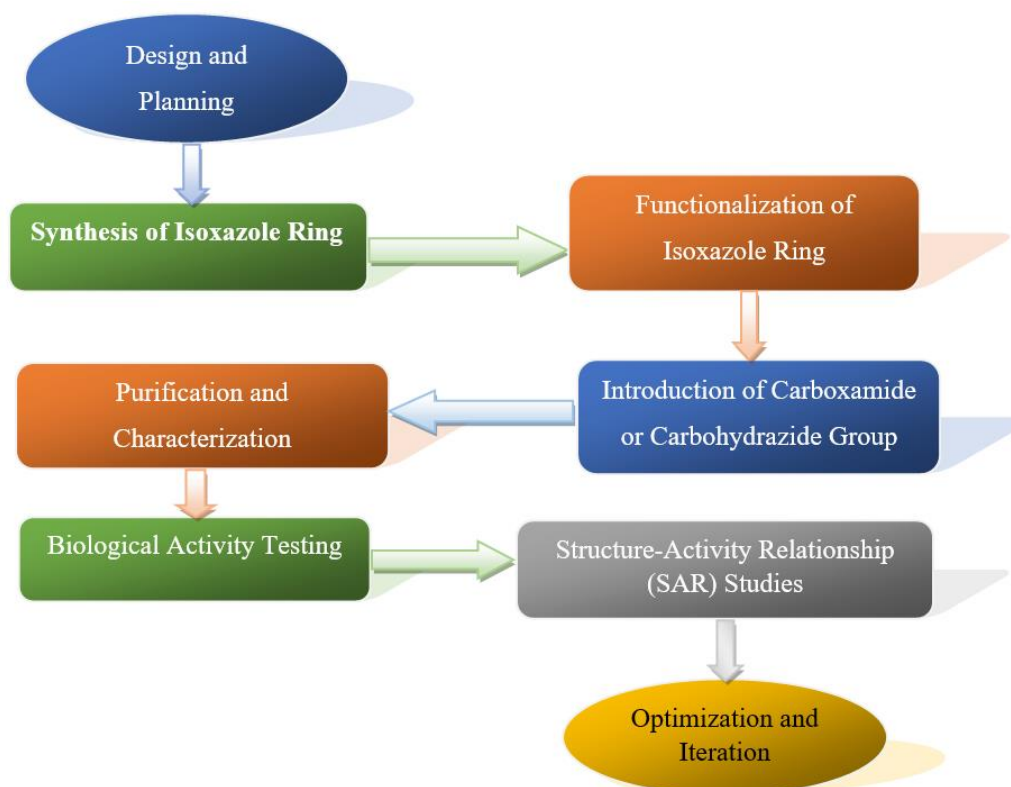 Design and
Planning
Synthesis of Isoxazole Ring
Functionalization of
Isoxazole Ring
Introduction of Carboxamide
or Carbohydrazide Group
Purification and
Characterization
Biological Activity Testing
Structure-Activity Relationship
(SAR) Studies
Optimization and
Iteration